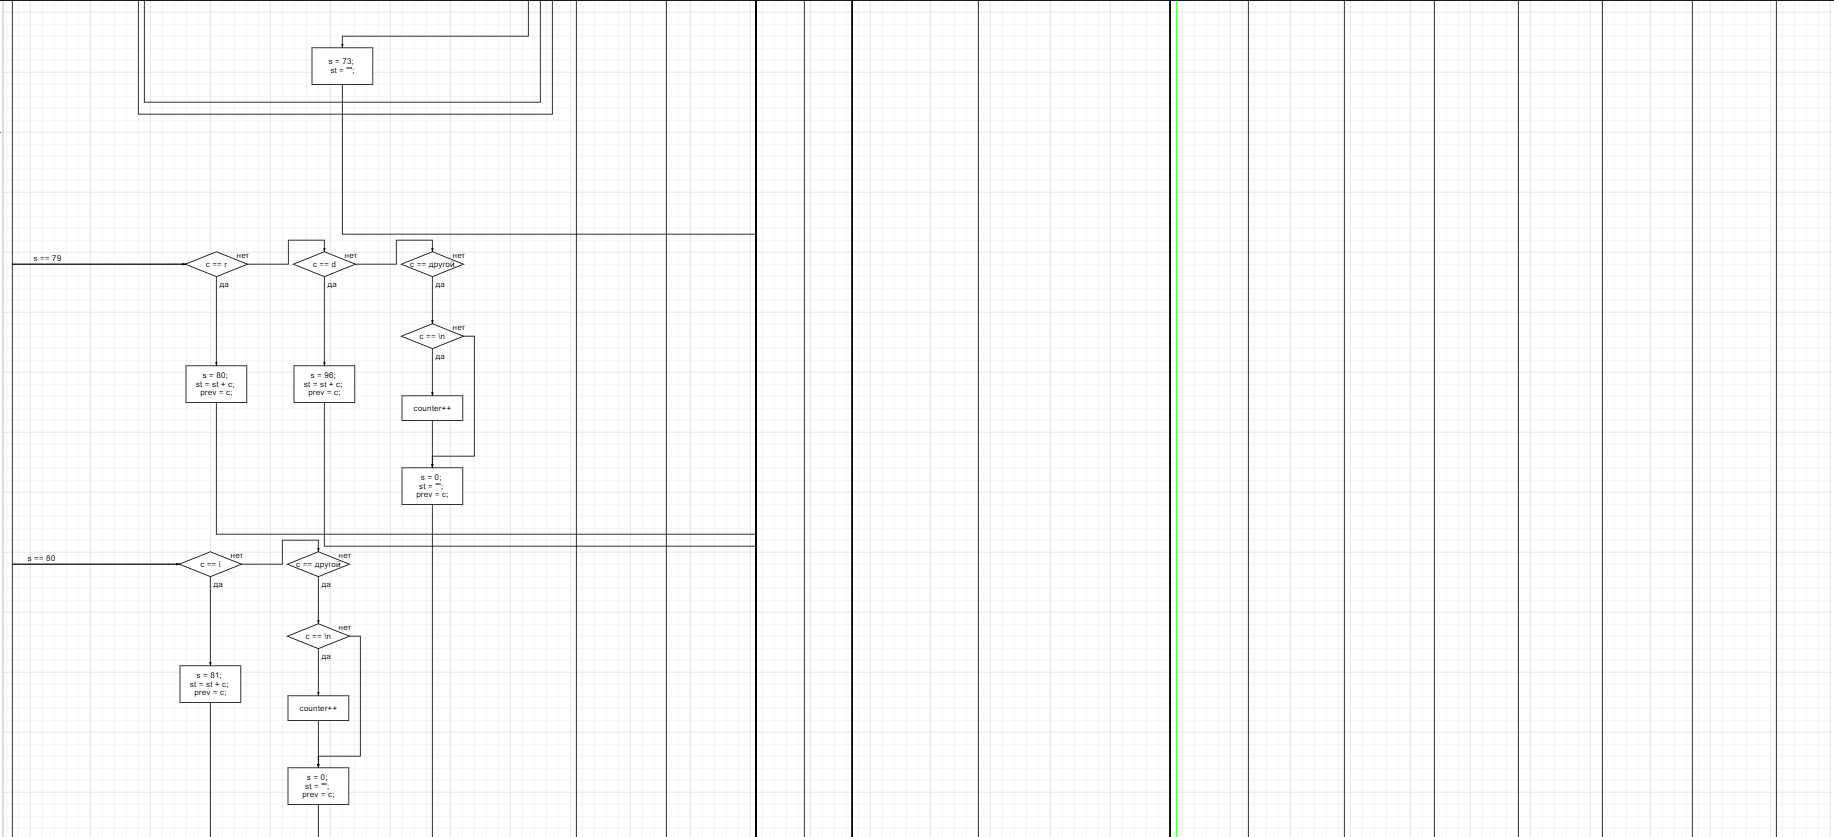 s = 73;
st = "";
s == 79
c == r
нет
да
c == d
нет
да
c == другой
нет
да
c == \n
нет
да
s = 80;
st = st + c;
prev = c;
s = 96;
st = st + c;
prev = c;
counter++
s = 0;
st = "";
prev = c;
s == 80
c == i
нет
да
c == другой
нет
да
c == \n
нет
да
s = 81;
st = st + c;
prev = c;
counter++
s = 0;
st = "";
prev = c;